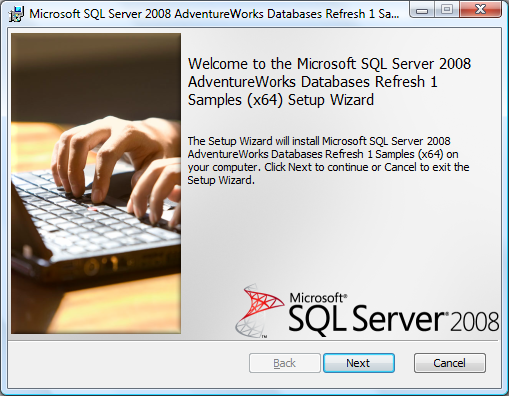 Microsoft SQL Server 2008 AdventureWorks Databases Refresh 1 Sa...
Welcome to the Microsoft SQL Server 2008
AdventureWorks Databases Refresh 1
Samples (x64) Setup Wizard
The Setup Wizard will install Microsoft SQL Server 2008
AdventureWorks Databases Refresh 1 Samples (x64) on
your computer. Click Next to continue or Cancel to exit the
Setup Wizard.
Microsoft®
SQL Server® 2008
™
Back
Next
Cancel